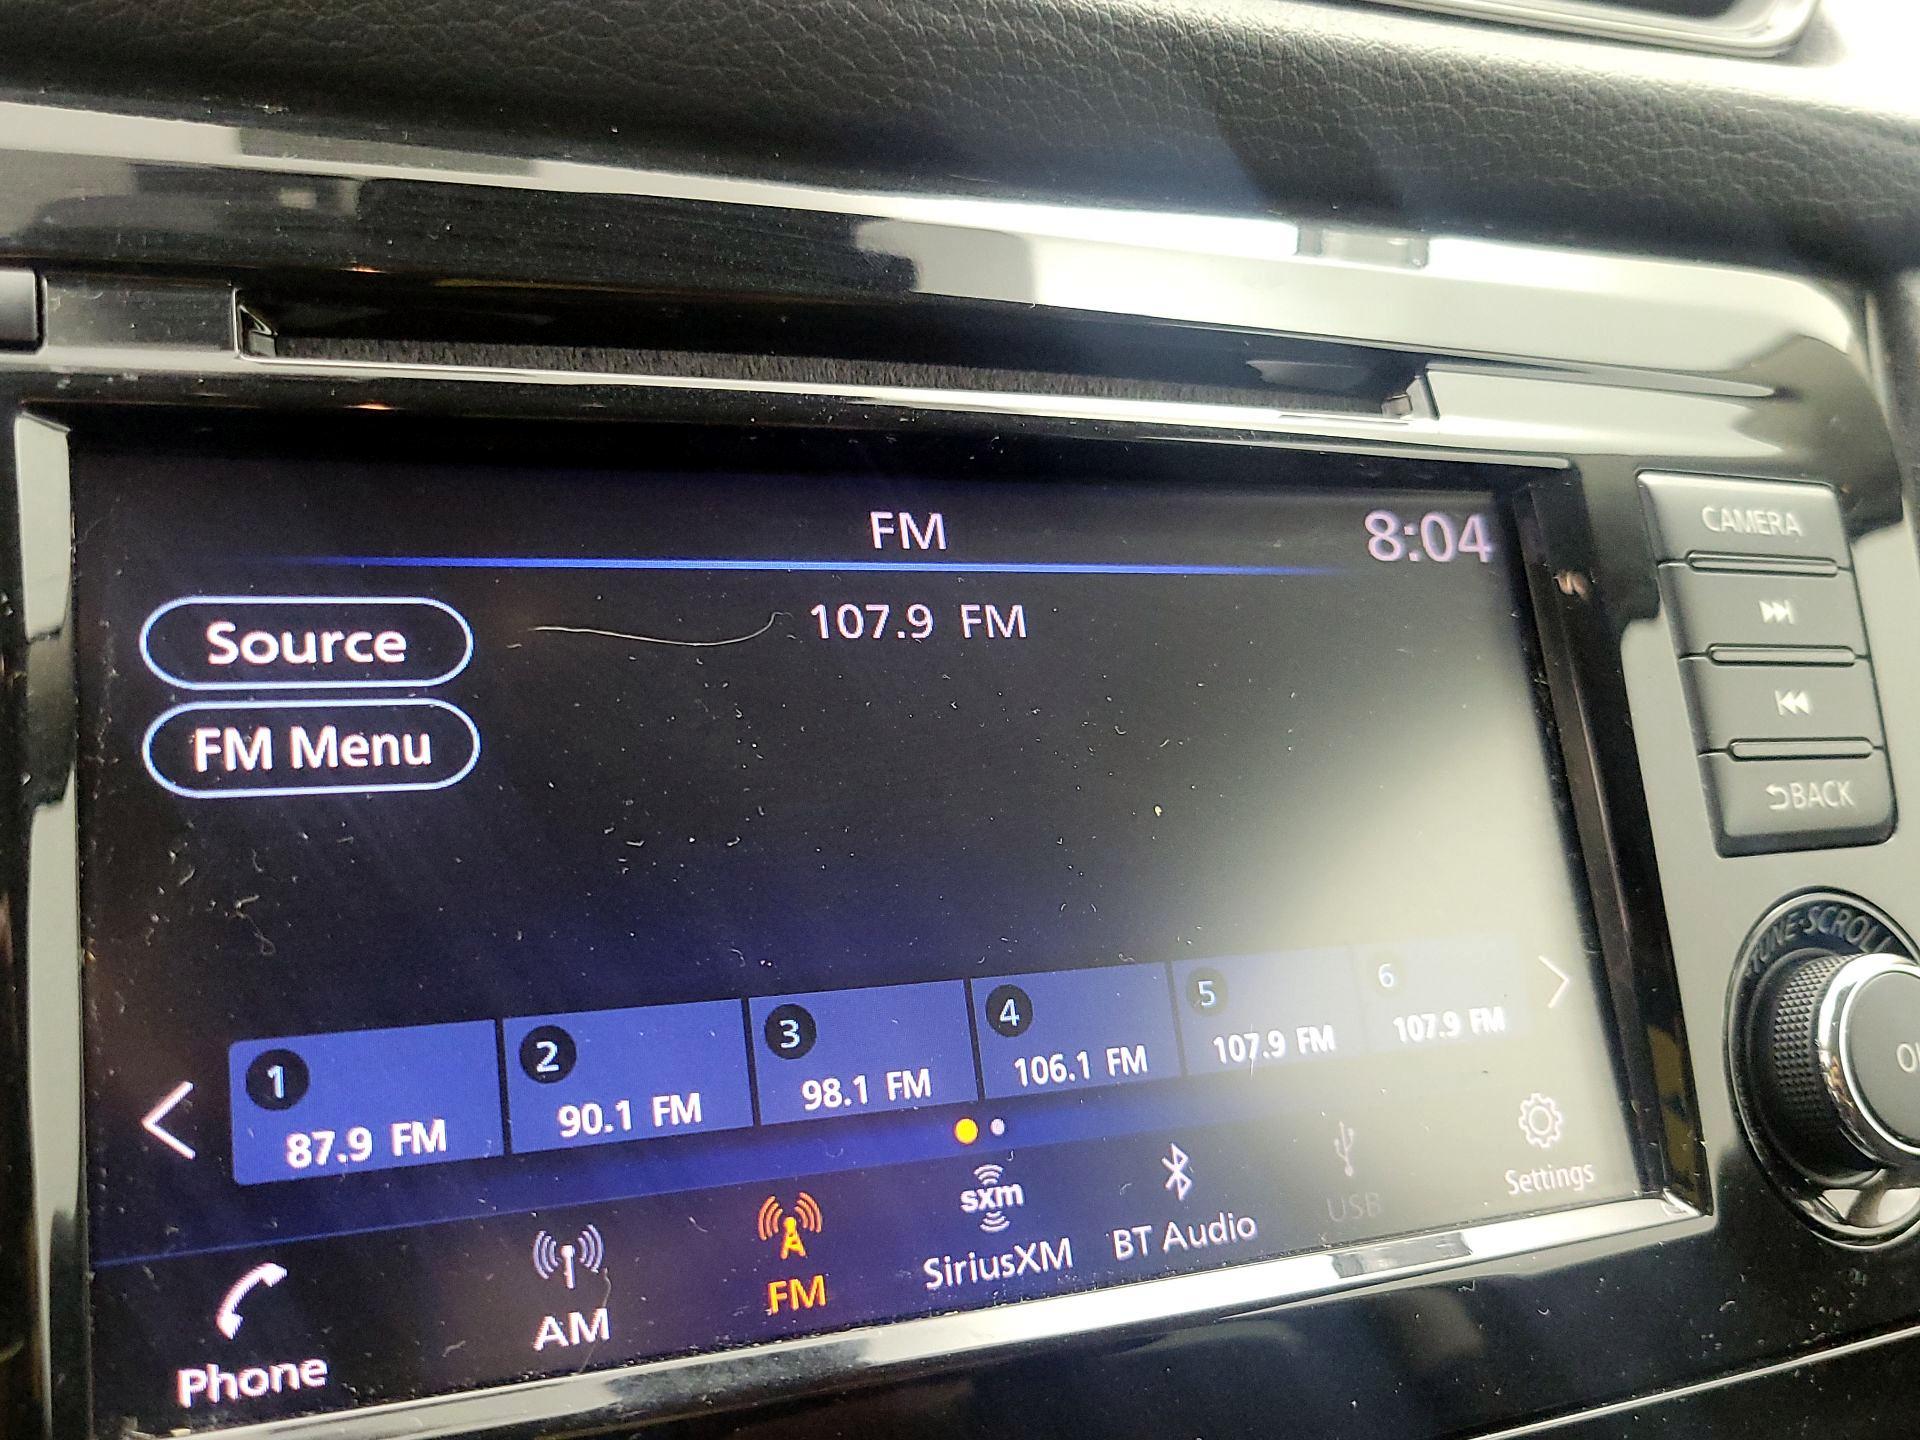 FM
8:04
CAMERA
Source
107.9 FM
FM Menu
BACK
TUNE·SCROLL
1
2
3
4
5
6
87.9 FM
90.1 FM
98.1 FM
106.1 FM
107.9 FM
107.9 FM
Phone
AM
FM
sxm
SiriusXM
BT Audio
USB
Settings